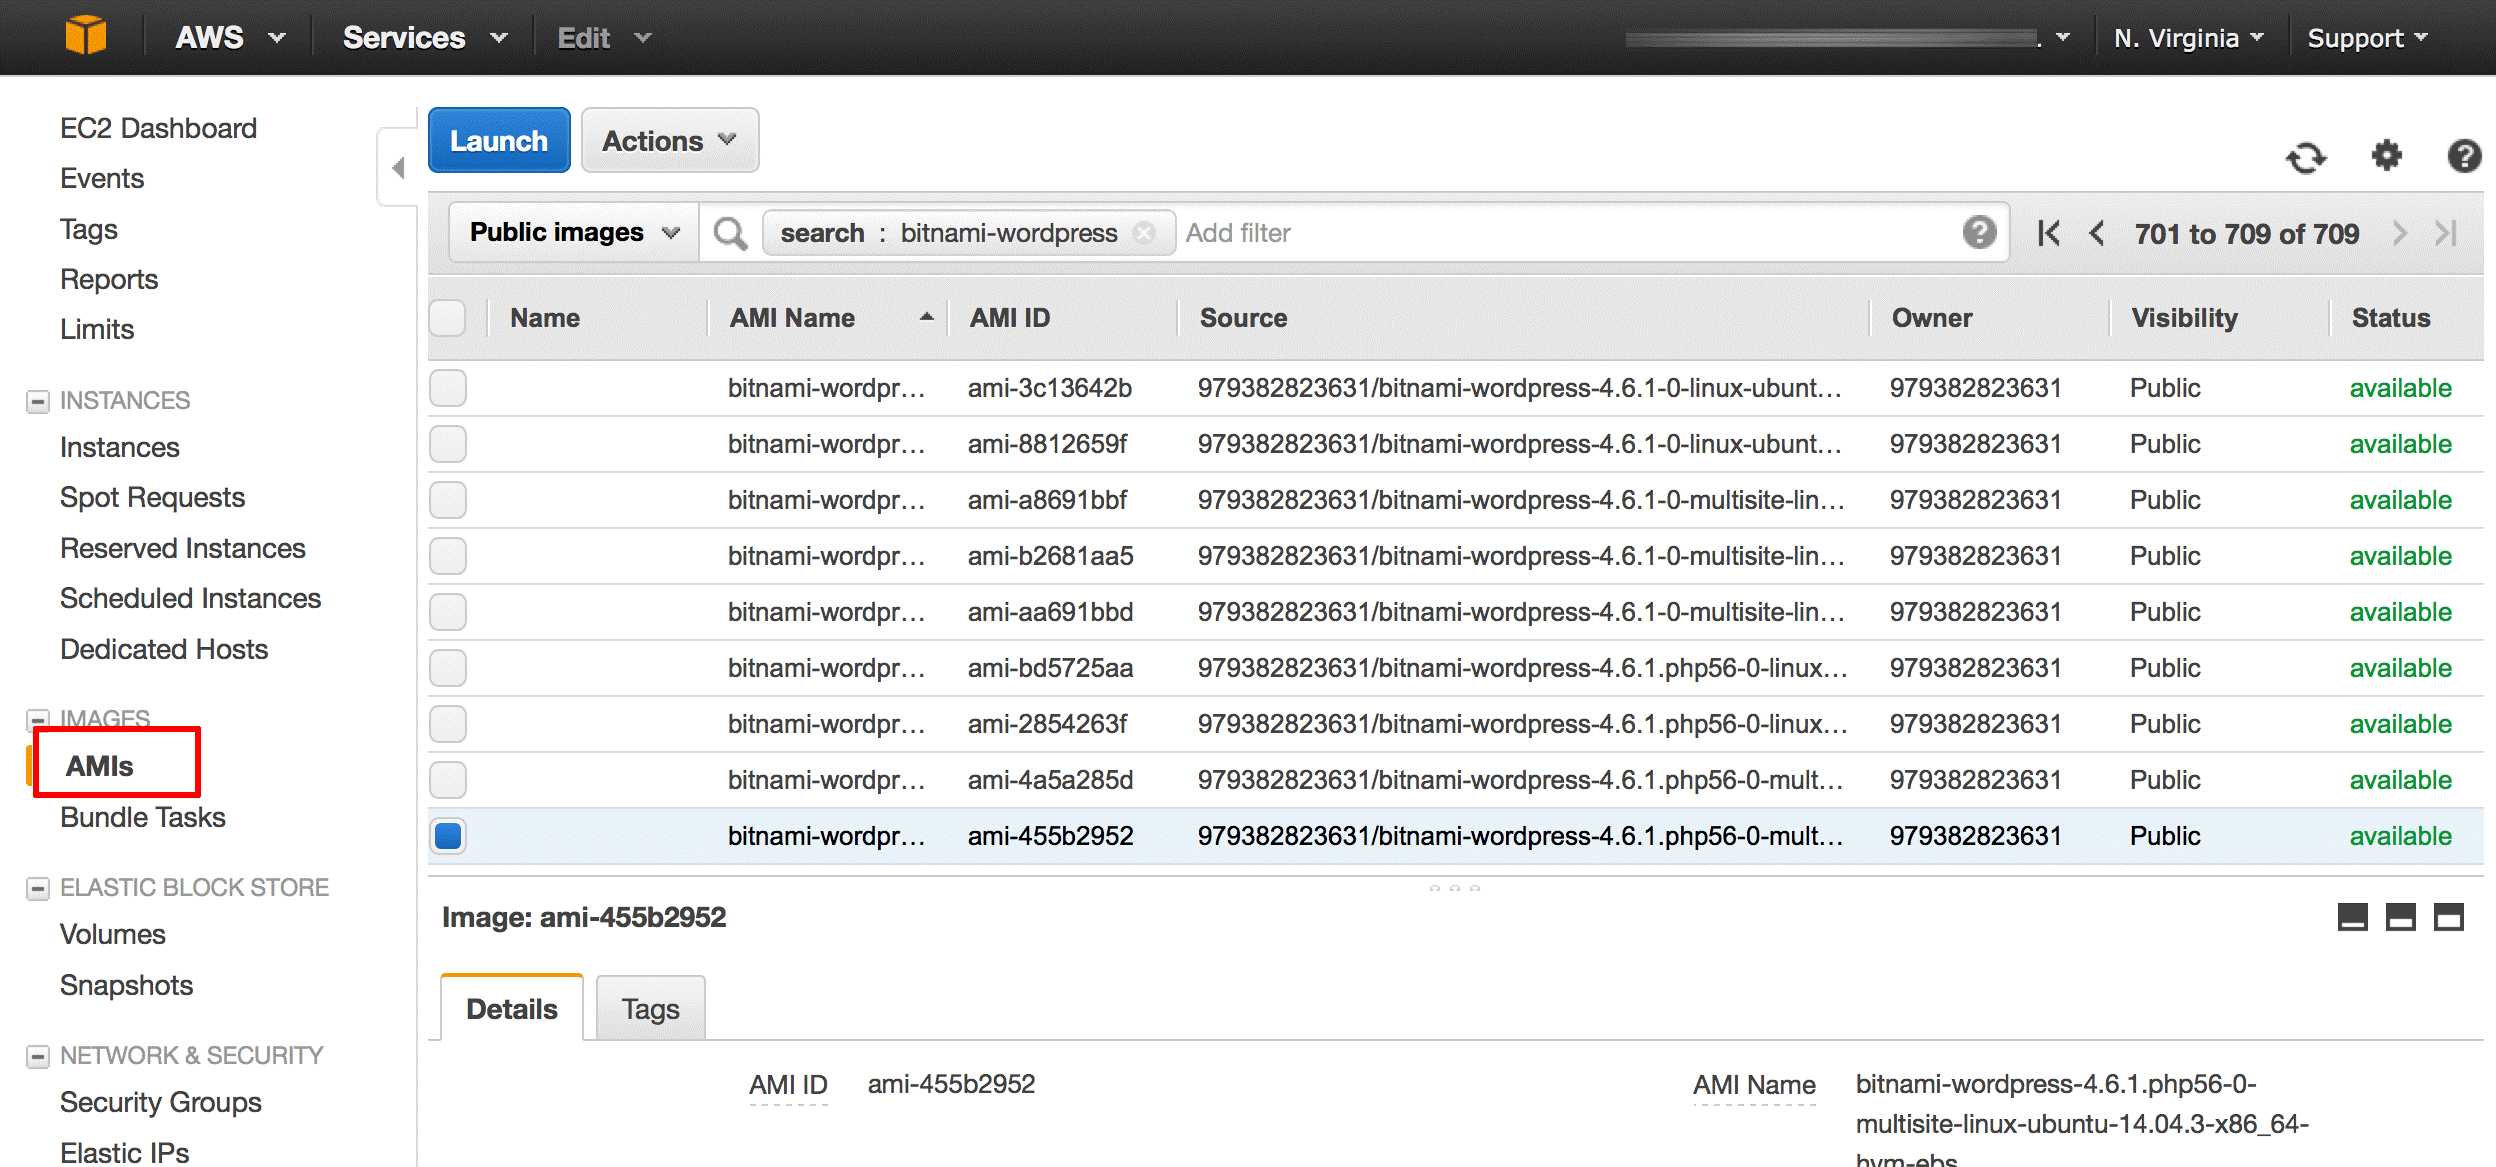 AWS Services Edit . N. Virginia Support
EC2 Dashboard
Events
Tags
Reports
Limits
INSTANCES
Instances
Spot Requests
Reserved Instances
Scheduled Instances
Dedicated Hosts
IMAGES
AMIs
Bundle Tasks
ELASTIC BLOCK STORE
Volumes
Snapshots
NETWORK & SECURITY
Security Groups
Elastic IPs
Launch Actions
Public images search : bitnami-wordpress Add filter 701 to 709 of 709
Name AMI Name AMI ID Source Owner Visibility Status
bitnami-wordpr... ami-3c13642b 979382823631/bitnami-wordpress-4.6.1-0-linux-ubunt... 979382823631 Public available
bitnami-wordpr... ami-8812659f 979382823631/bitnami-wordpress-4.6.1-0-linux-ubunt... 979382823631 Public available
bitnami-wordpr... ami-a8691bbf 979382823631/bitnami-wordpress-4.6.1-0-multisite-lin... 979382823631 Public available
bitnami-wordpr... ami-b2681aa5 979382823631/bitnami-wordpress-4.6.1-0-multisite-lin... 979382823631 Public available
bitnami-wordpr... ami-aa691bbd 979382823631/bitnami-wordpress-4.6.1-0-multisite-lin... 979382823631 Public available
bitnami-wordpr... ami-bd5725aa 979382823631/bitnami-wordpress-4.6.1.php56-0-linux... 979382823631 Public available
bitnami-wordpr... ami-2854263f 979382823631/bitnami-wordpress-4.6.1.php56-0-linux... 979382823631 Public available
bitnami-wordpr... ami-4a5a285d 979382823631/bitnami-wordpress-4.6.1.php56-0-mult... 979382823631 Public available
bitnami-wordpr... ami-455b2952 979382823631/bitnami-wordpress-4.6.1.php56-0-mult... 979382823631 Public available
Image: ami-455b2952
Details Tags
AMI ID ami-455b2952
AMI Name bitnami-wordpress-4.6.1.php56-0-
multisite-linux-ubuntu-14.04.3-x86_64-
hvm-ebs